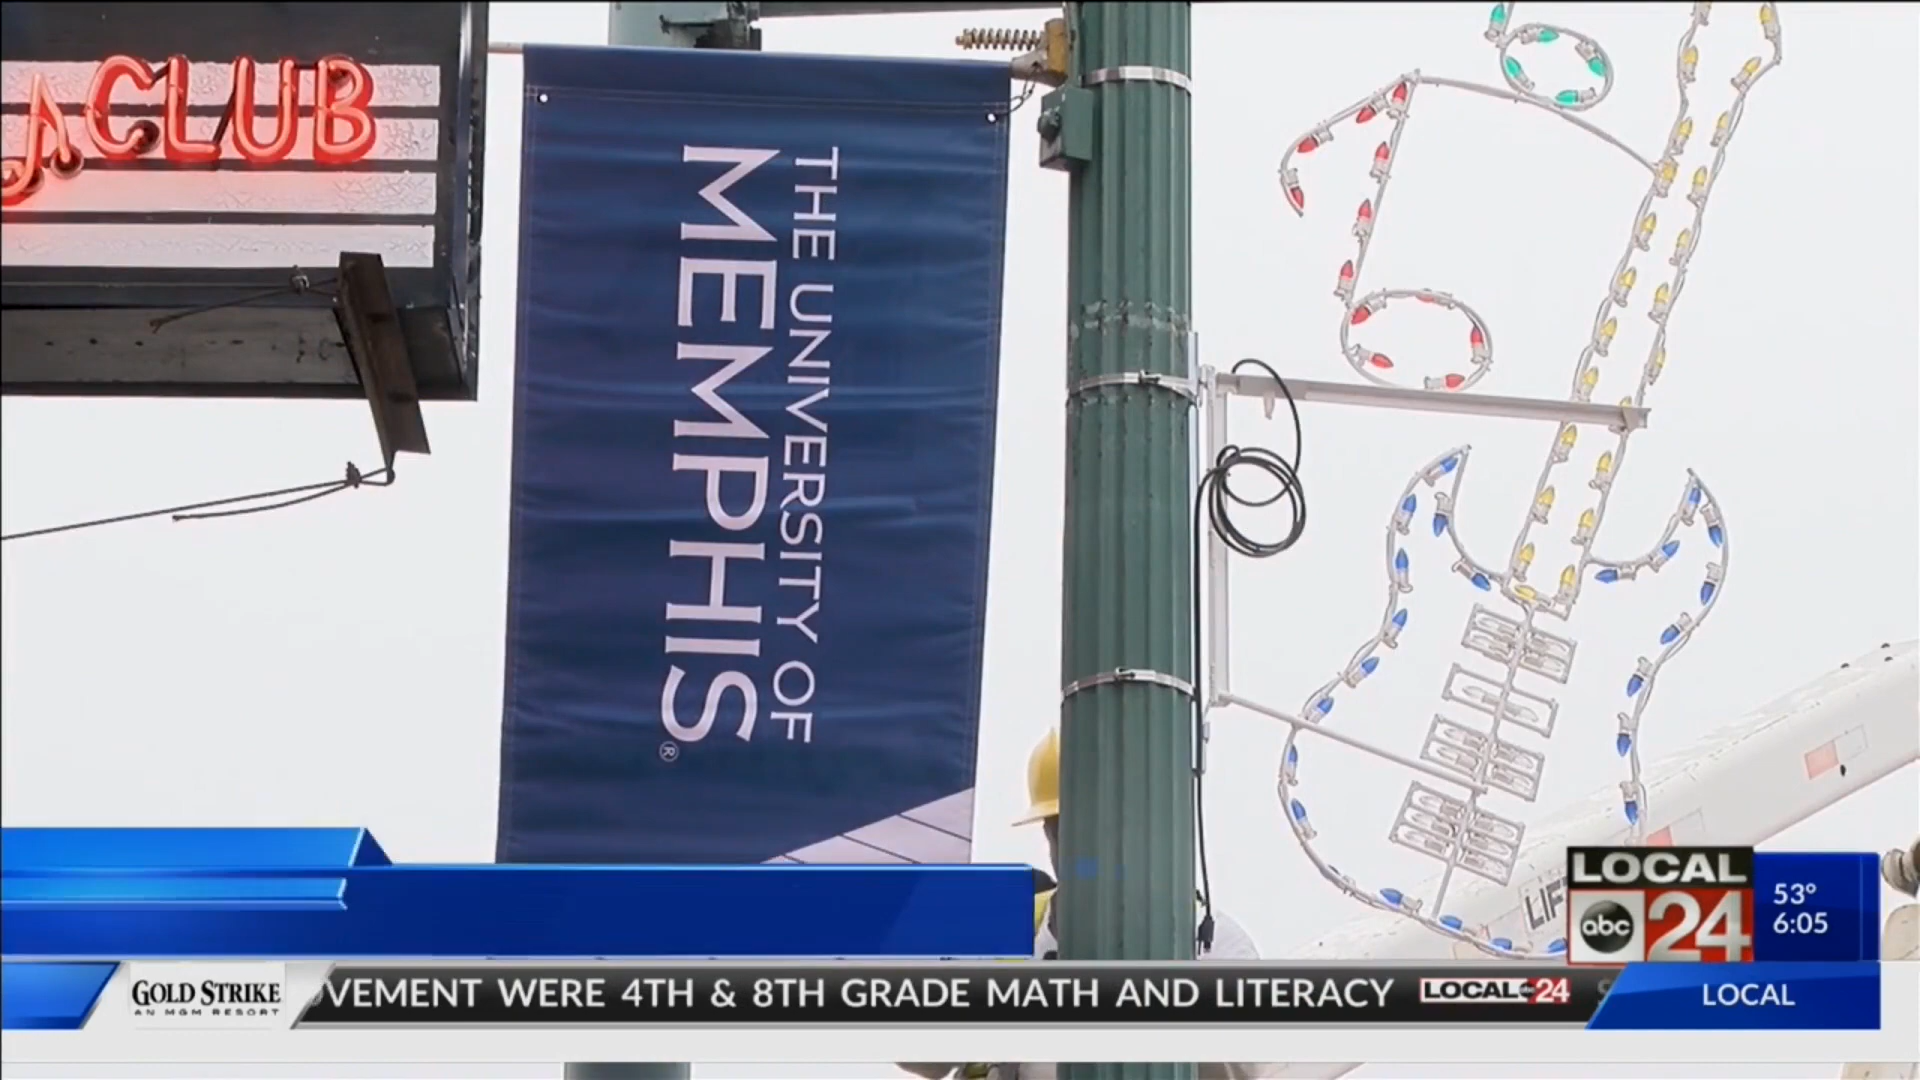 CLUB
THE UNIVERSITY OF
MEMPHIS®
LIF
LOCAL
abc 24
53°
6:05
GOLD STRIKE
AN MGM RESORT
VEMENT WERE 4TH & 8TH GRADE MATH AND LITERACY
LOCAL 24
LOCAL